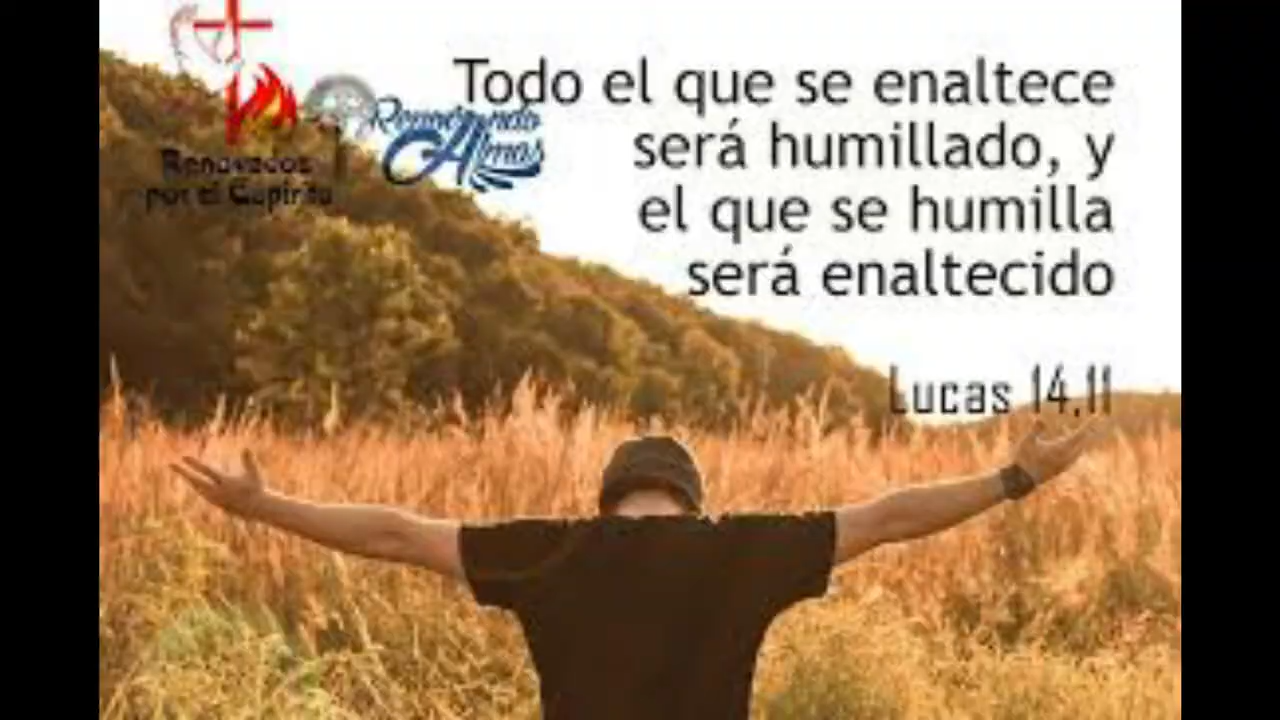 Todo el que se enaltece
será humillado, y
el que se humilla
será enaltecido
Lucas 14,11
Renovados
por el Espíritu
Almas